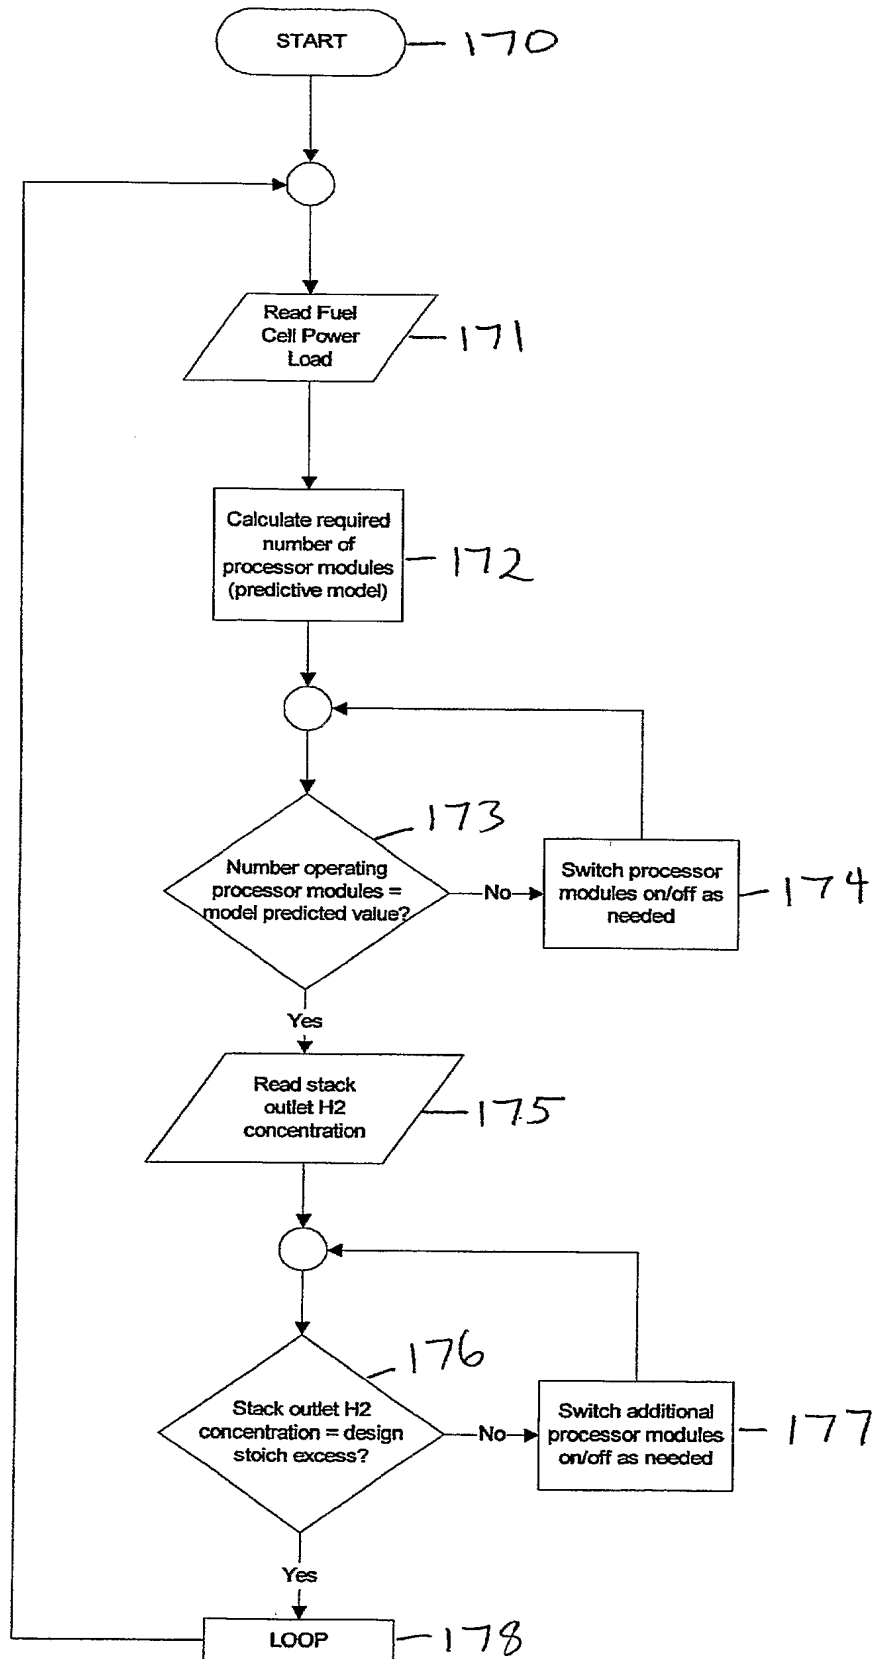 START
170
Read Fuel
Cell Power
Load
171
Calculate required
number of
processor modules
(predictive model)
172
173
Number operating
processor modules =
model predicted value?
No
Switch processor
modules on/off as
needed
174
Yes
Read stack
outlet H2
concentration
175
176
Stack outlet H2
concentration = design
stoich excess?
No
Switch additional
processor modules
on/off as needed
177
Yes
LOOP
178